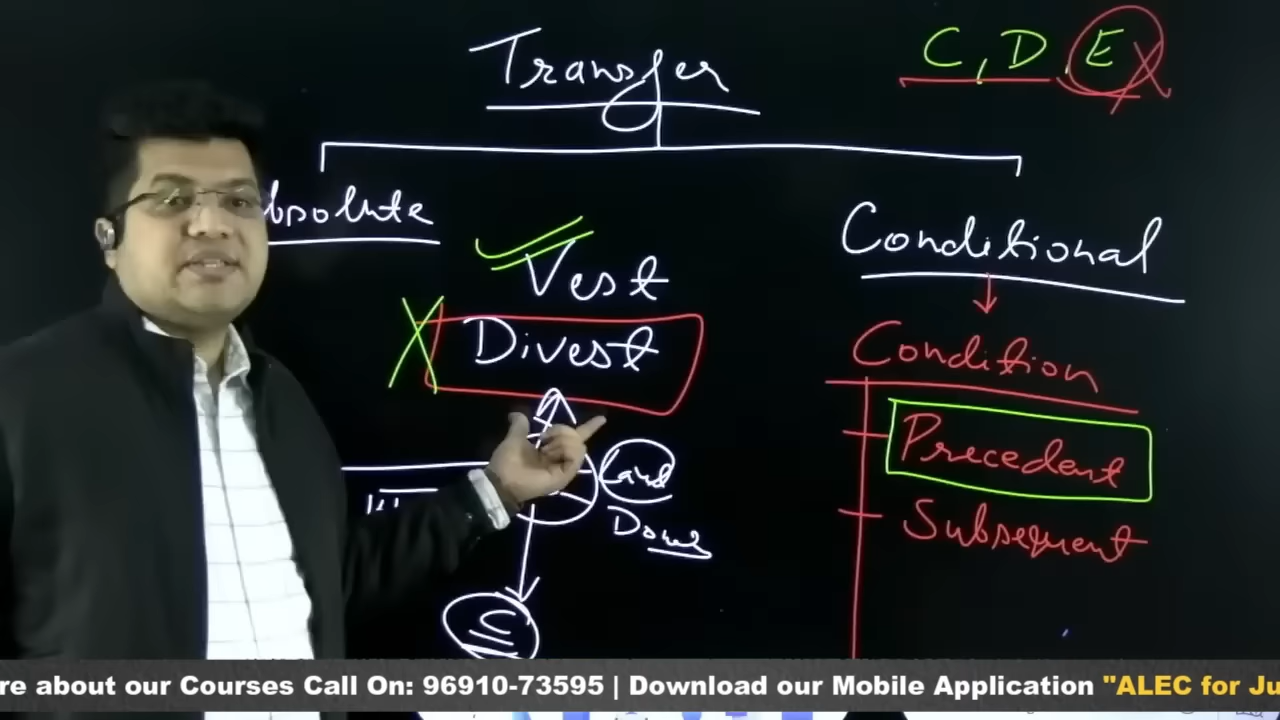 C, D, E X
Transfer
bsolute
Conditional
Vest
X Divest
Condition
Precedent
Subsequent
Land
Donee
C
re about our Courses Call On: 96910-73595 | Download our Mobile Application "ALEC for Ju